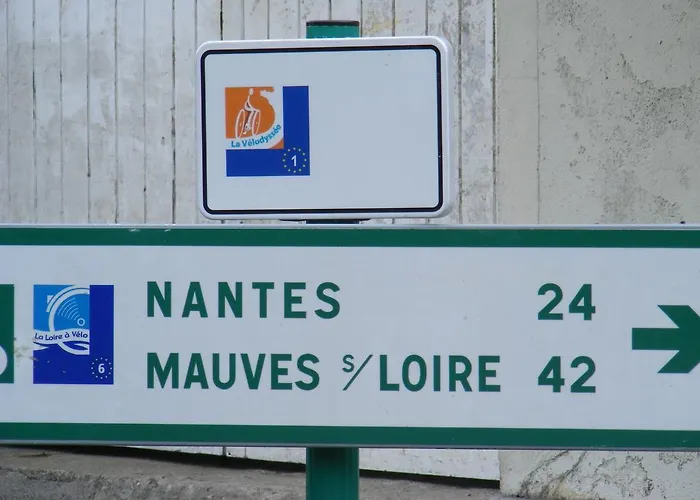 La Vélodyssée
1
NANTES 24
La Loire à Vélo
6
MAUVES S/LOIRE 42